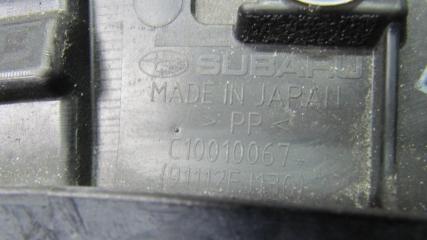 SUBARU
MADE IN JAPAN
> PP <
C10010067